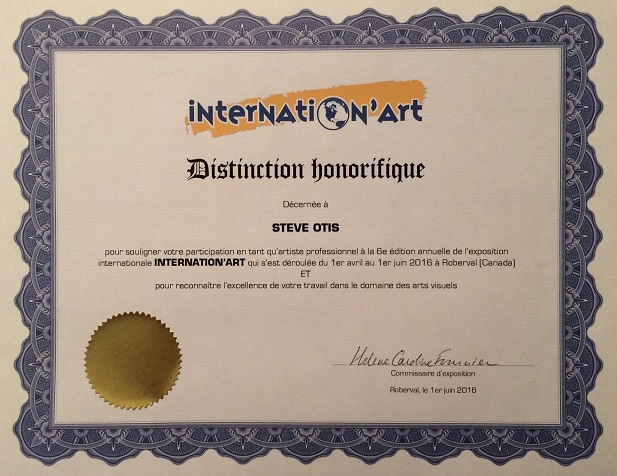 INTERNATION'ART
Distinction honorifique
Décernée à
STEVE OTIS
pour souligner votre participation en tant qu'artiste professionnel à la 6e édition annuelle de l'exposition
internationale INTERNATION'ART qui s'est déroulée du 1er avril au 1er juin 2016 à Roberval (Canada)
ET
pour reconnaître l'excellence de votre travail dans le domaine des arts visuels
Hélène Caroline Fournier
Commissaire d'exposition
Roberval, le 1er juin 2016